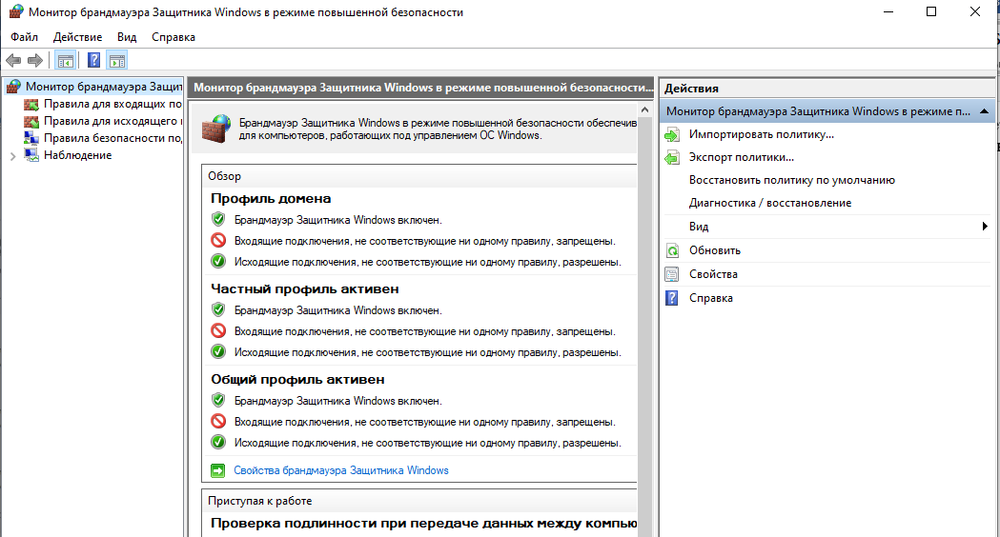 Монитор брандмауэра Защитника Windows в режиме повышенной безопасности
Файл Действие Вид Справка
Монитор брандмауэра Защит
Правила для входящих по
Правила для исходящего
Правила безопасности по
Наблюдение
Монитор брандмауэра Защитника Windows в режиме повышенной безопасности...
Брандмауэр Защитника Windows в режиме повышенной безопасности обеспечив
для компьютеров, работающих под управлением ОС Windows.
Обзор
Профиль домена
Брандмауэр Защитника Windows включен.
Входящие подключения, не соответствующие ни одному правилу, запрещены.
Исходящие подключения, не соответствующие ни одному правилу, разрешены.
Частный профиль активен
Брандмауэр Защитника Windows включен.
Входящие подключения, не соответствующие ни одному правилу, запрещены.
Исходящие подключения, не соответствующие ни одному правилу, разрешены.
Общий профиль активен
Брандмауэр Защитника Windows включен.
Входящие подключения, не соответствующие ни одному правилу, запрещены.
Исходящие подключения, не соответствующие ни одному правилу, разрешены.
Свойства брандмауэра Защитника Windows
Приступая к работе
Проверка подлинности при передаче данных между компью
Действия
Монитор брандмауэра Защитника Windows в режиме п...
Импортировать политику...
Экспорт политики...
Восстановить политику по умолчанию
Диагностика / восстановление
Вид
Обновить
Свойства
Справка